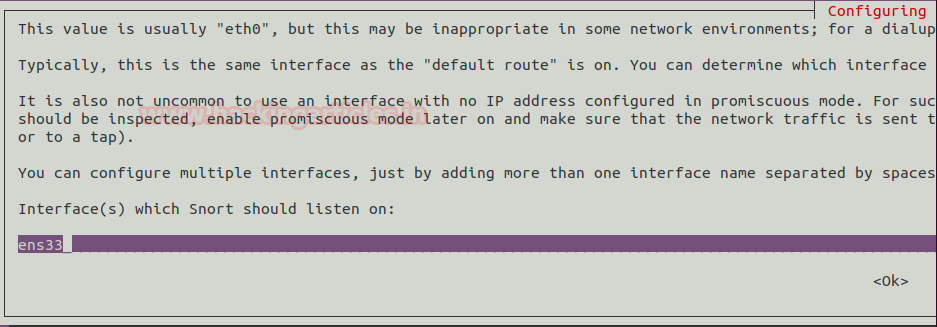 Configuring
This value is usually "eth0", but this may be inappropriate in some network environments; for a dialup
Typically, this is the same interface as the "default route" is on. You can determine which interface
It is also not uncommon to use an interface with no IP address configured in promiscuous mode. For suc
should be inspected, enable promiscuous mode later on and make sure that the network traffic is sent t
www.hackingarticles.in
or to a tap).
You can configure multiple interfaces, just by adding more than one interface name separated by spaces
Interface(s) which Snort should listen on:
ens33
<Ok>